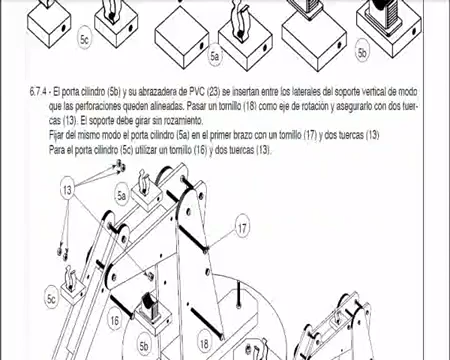 5c
5a
5b
6.7.4 - El porta cilindro (5b) y su abrazadera de PVC (23) se insertan entre los laterales del soporte vertical de modo
que las perforaciones queden alineadas. Pasar un tornillo (18) como eje de rotación y asegurarlo con dos tuer-
cas (13). El soporte debe girar sin rozamiento.
Fijar del mismo modo el porta cilindro (5a) en el primer brazo con un tornillo (17) y dos tuercas (13)
Para el porta cilindro (5c) utilizar un tornillo (16) y dos tuercas (13).
13
5a
17
5c
16
5b
18